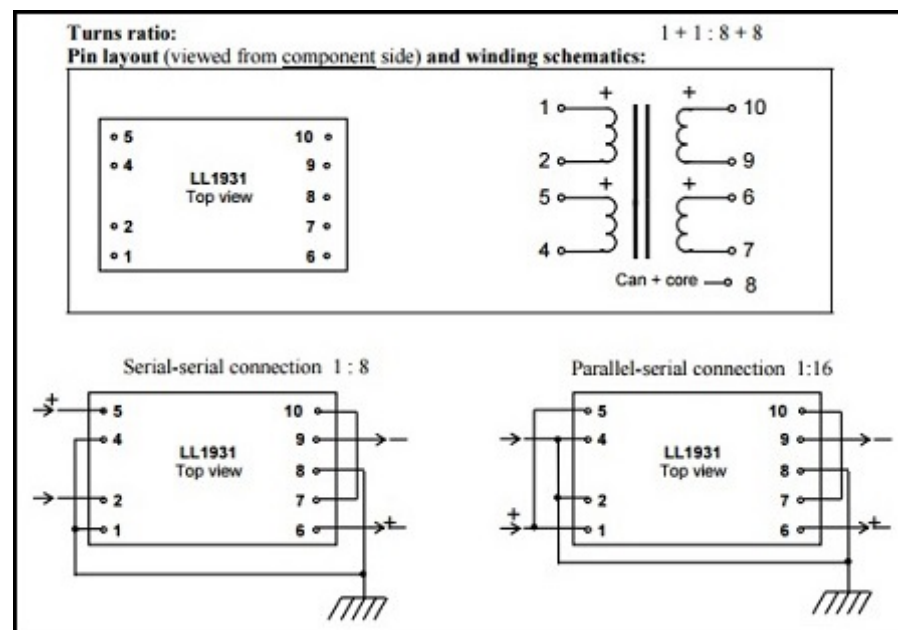 Turns ratio: 1 + 1 : 8 + 8
Pin layout (viewed from component side) and winding schematics:
5 10
4 9
LL1931
Top view
8
2 7
1 6
+ +
1 10
2 9
+ +
5 6
4 7
Can + core 8
Serial-serial connection 1 : 8
+ 5 10
4 9 —
LL1931
Top view
8
2 7
1 6 +
Parallel-serial connection 1:16
5 10
4 9 —
LL1931
Top view
8
2 7
+ 1 6 +